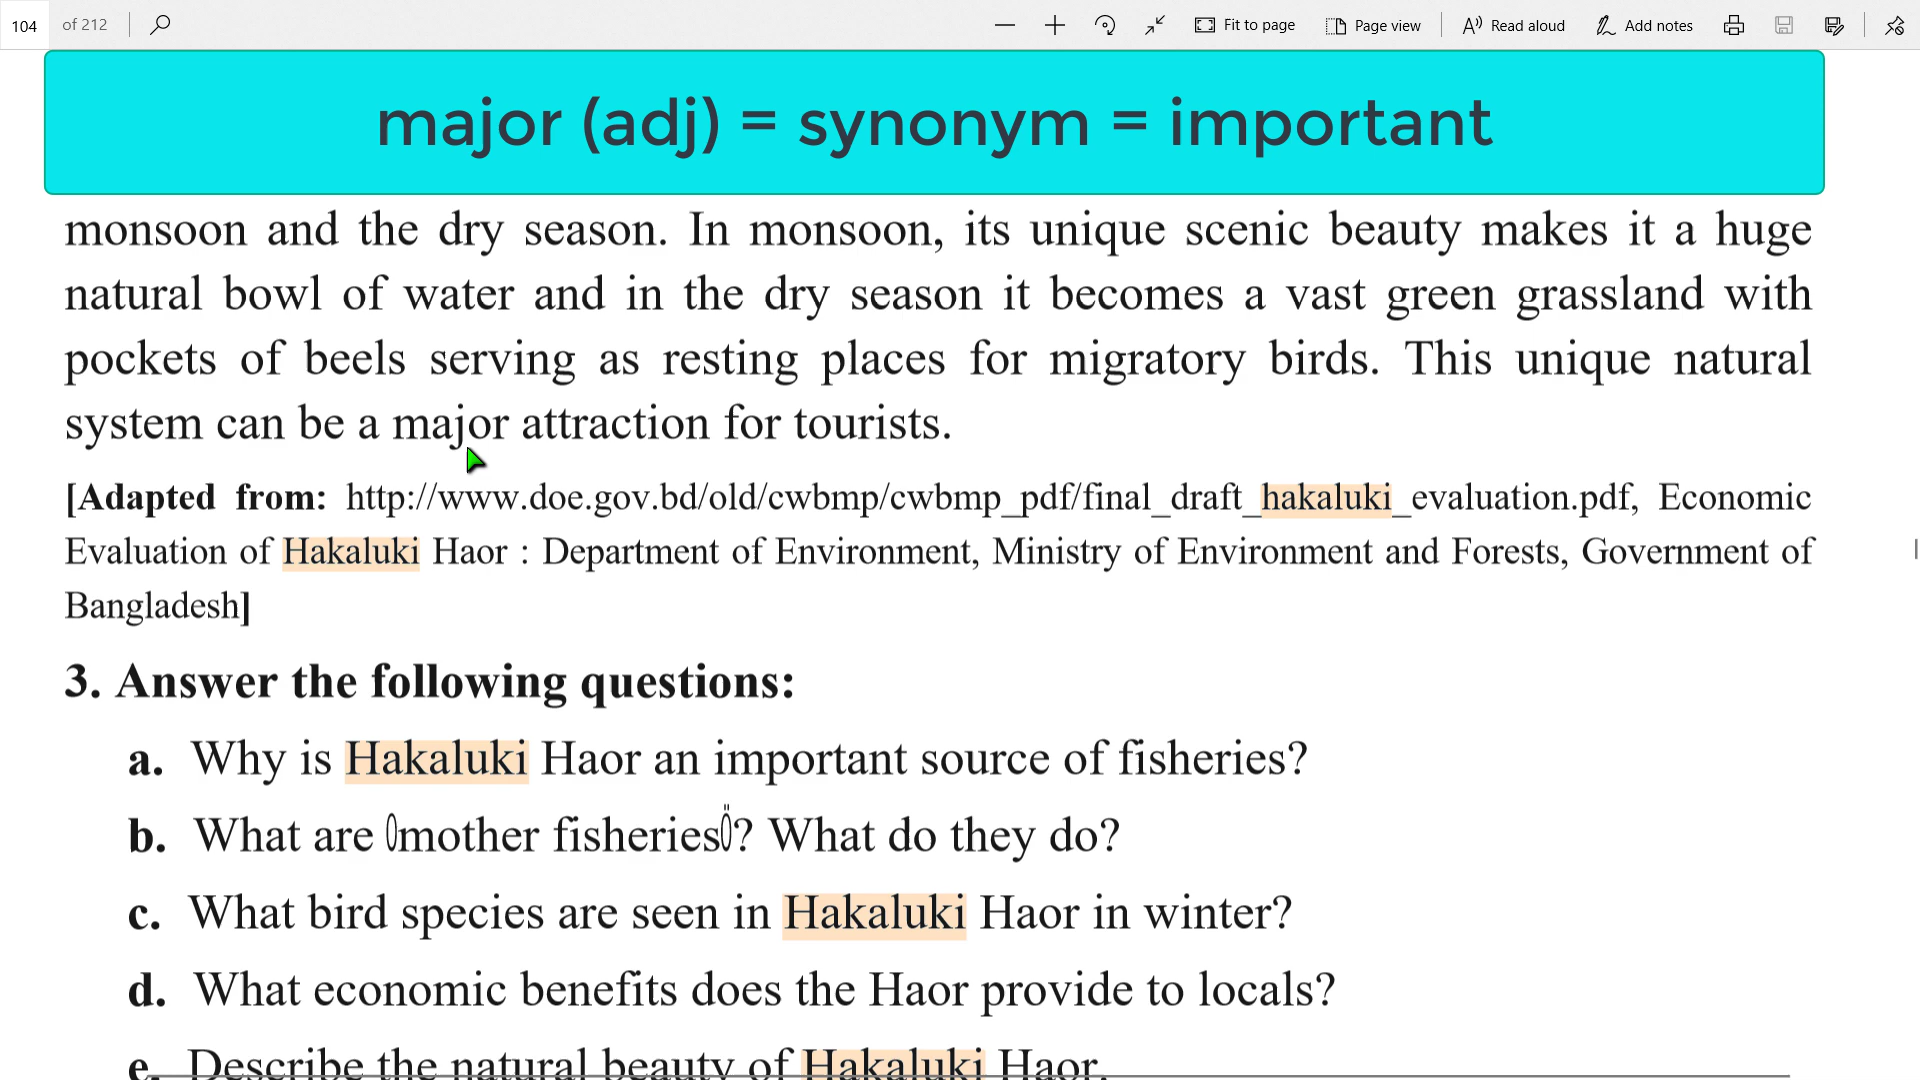 104 of 212 Fit to page Page view Read aloud Add notes
major (adj) = synonym = important
monsoon and the dry season. In monsoon, its unique scenic beauty makes it a huge
natural bowl of water and in the dry season it becomes a vast green grassland with
pockets of beels serving as resting places for migratory birds. This unique natural
system can be a major attraction for tourists.
[Adapted from: http://www.doe.gov.bd/old/cwbmp/cwbmp_pdf/final_draft_hakaluki_evaluation.pdf, Economic
Evaluation of Hakaluki Haor : Department of Environment, Ministry of Environment and Forests, Government of
Bangladesh]
3. Answer the following questions:
a. Why is Hakaluki Haor an important source of fisheries?
b. What are mother fisheries? What do they do?
c. What bird species are seen in Hakaluki Haor in winter?
d. What economic benefits does the Haor provide to locals?
e. Describe the natural beauty of Hakaluki Haor.